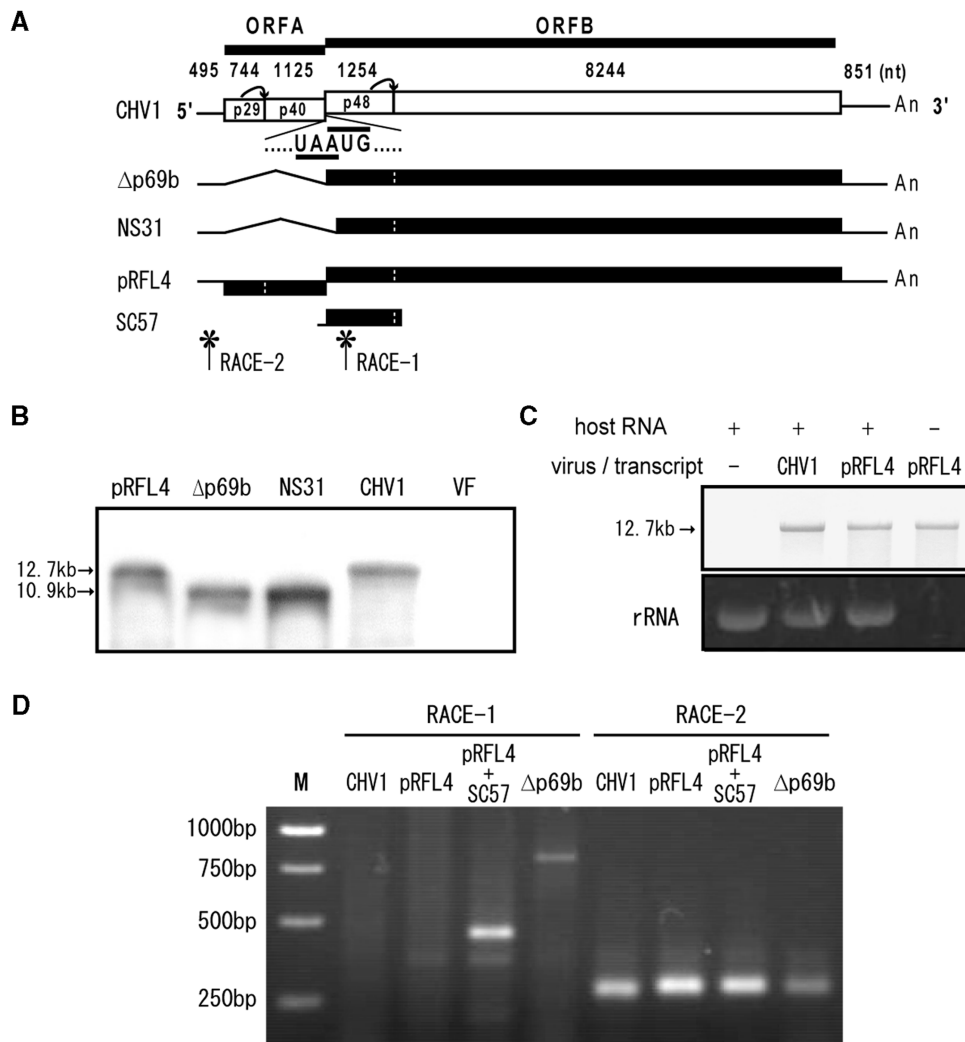 A
ORFA ORFB
495 744 1125 1254 8244 851 (nt)
CHV1 5' p29 p40 p48 An 3'
.....UAAUG.....
Δp69b An
NS31 An
pRFL4 An
SC57
* *
RACE-2 RACE-1
B
pRFL4 Δp69b NS31 CHV1 VF
12.7kb→
10.9kb→
C
host RNA + + + −
virus / transcript − CHV1 pRFL4 pRFL4
12.7kb→
rRNA
D
RACE-1 RACE-2
M CHV1 pRFL4 pRFL4 + SC57 Δp69b CHV1 pRFL4 pRFL4 + SC57 Δp69b
1000bp
750bp
500bp
250bp